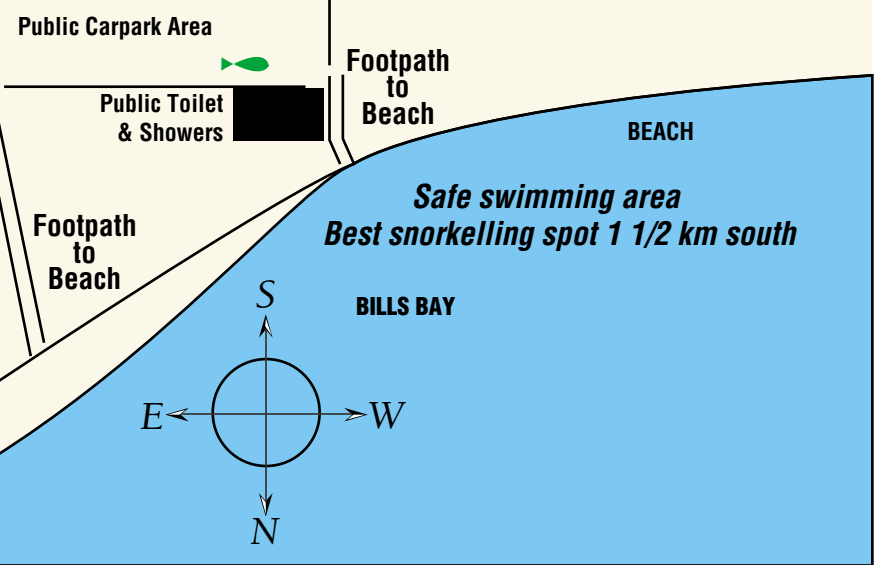 Public Carpark Area
Footpath
to
Beach
Public Toilet
& Showers
BEACH
Safe swimming area
Best snorkelling spot 1 1/2 km south
Footpath
to
Beach
BILLS BAY
S
E
W
N